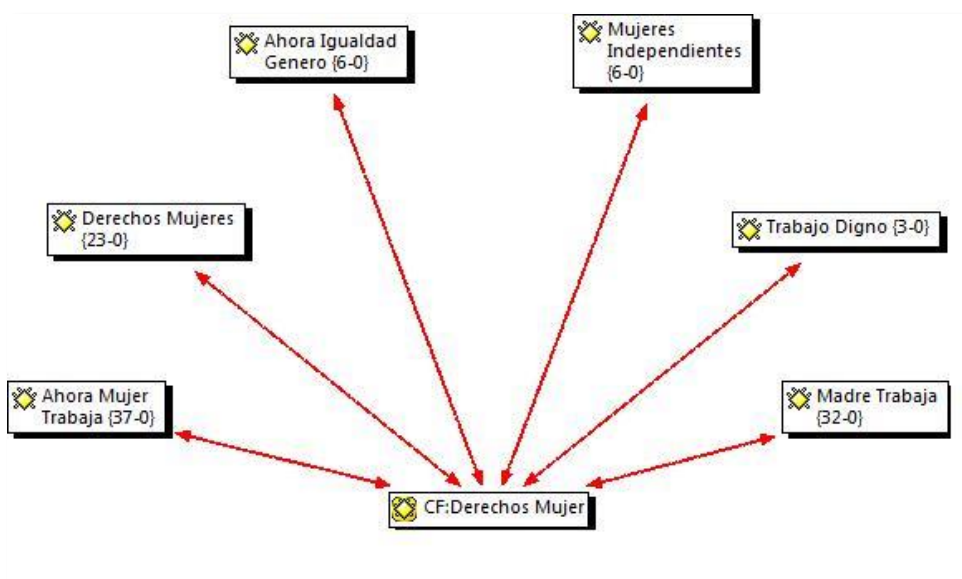 Ahora Igualdad
Genero {6-0}
Mujeres
Independientes
{6-0}
Derechos Mujeres
{23-0}
Trabajo Digno {3-0}
Ahora Mujer
Trabaja {37-0}
Madre Trabaja
{32-0}
CF:Derechos Mujer